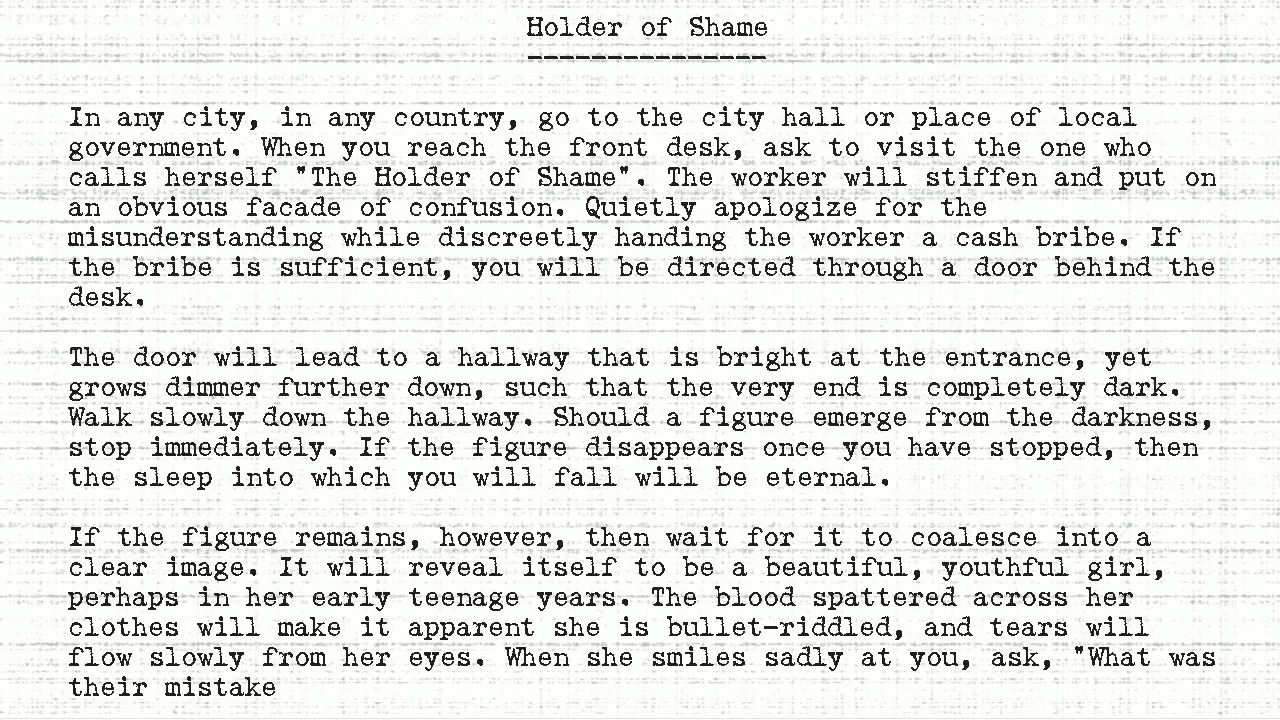 Holder of Shame
---------------
In any city, in any country, go to the city hall or place of local
government. When you reach the front desk, ask to visit the one who
calls herself "The Holder of Shame". The worker will stiffen and put on
an obvious facade of confusion. Quietly apologize for the
misunderstanding while discreetly handing the worker a cash bribe. If
the bribe is sufficient, you will be directed through a door behind the
desk.
The door will lead to a hallway that is bright at the entrance, yet
grows dimmer further down, such that the very end is completely dark.
Walk slowly down the hallway. Should a figure emerge from the darkness,
stop immediately. If the figure disappears once you have stopped, then
the sleep into which you will fall will be eternal.
If the figure remains, however, then wait for it to coalesce into a
clear image. It will reveal itself to be a beautiful, youthful girl,
perhaps in her early teenage years. The blood spattered across her
clothes will make it apparent she is bullet-riddled, and tears will
flow slowly from her eyes. When she smiles sadly at you, ask, "What was
their mistake